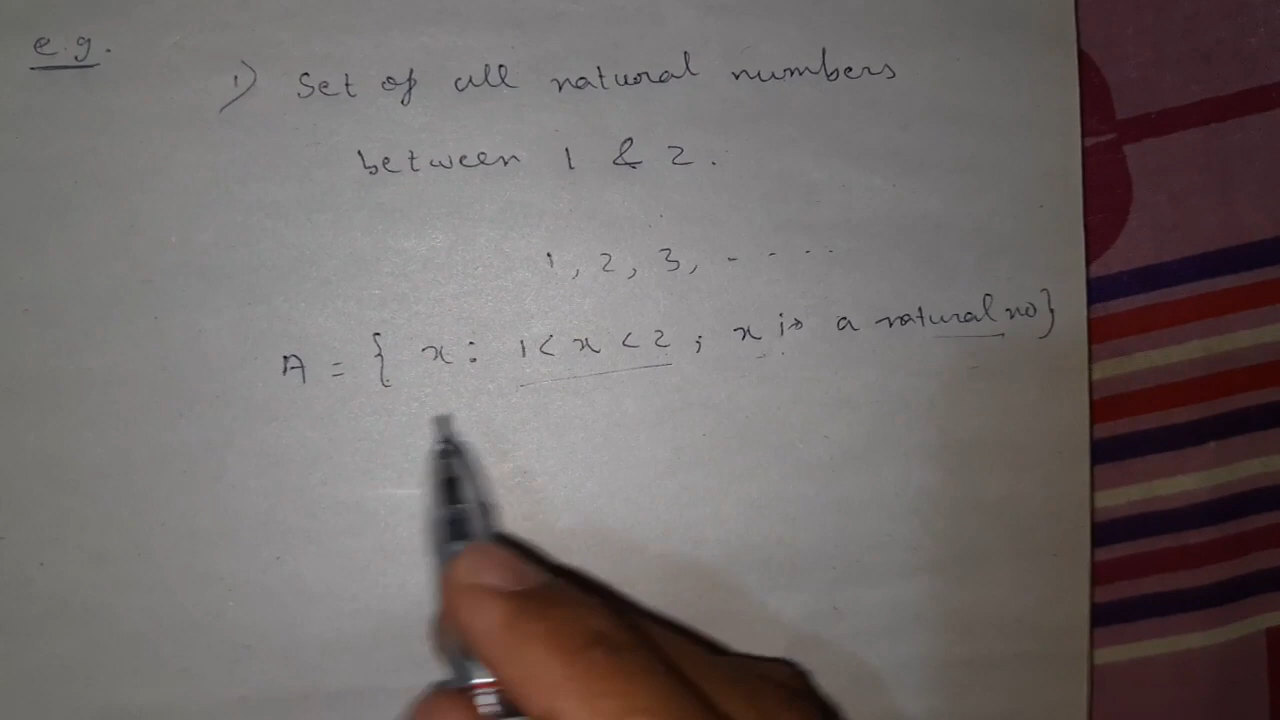 e.g.
1) Set of all natural numbers
between 1 & 2.
1, 2, 3, - - - - -
A = { x : 1 < x < 2 ; x is a natural no}